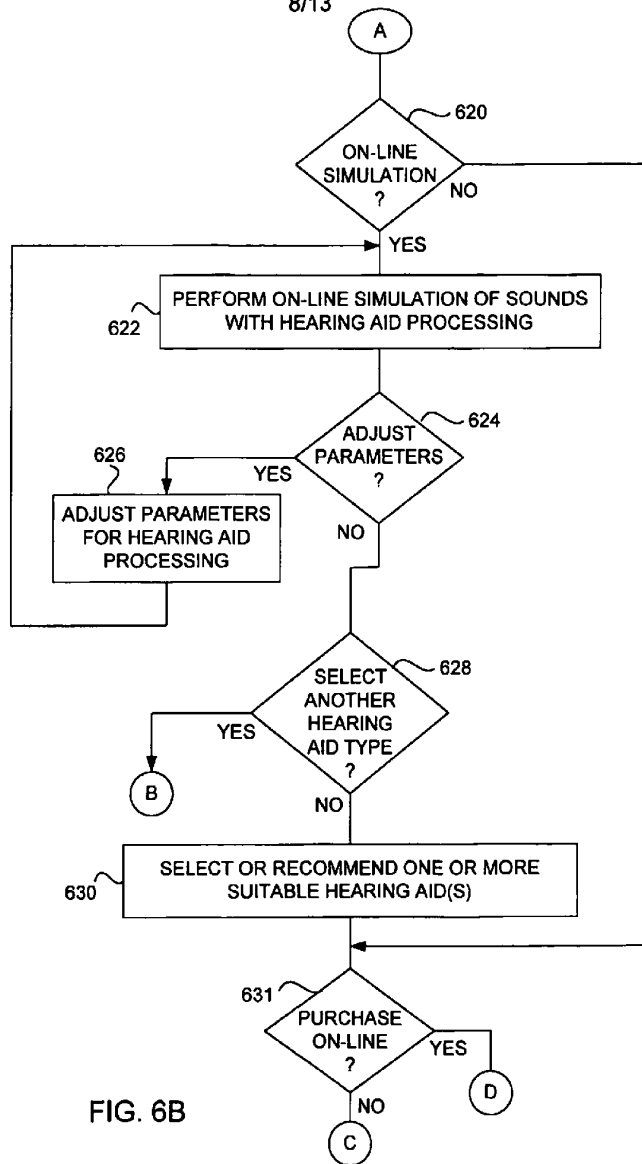 8/13
A
620
ON-LINE
SIMULATION
?
NO
YES
PERFORM ON-LINE SIMULATION OF SOUNDS
WITH HEARING AID PROCESSING
622
624
ADJUST
PARAMETERS
?
YES
626
ADJUST PARAMETERS
FOR HEARING AID
PROCESSING
NO
628
SELECT
ANOTHER
HEARING
AID TYPE
?
YES
B
NO
SELECT OR RECOMMEND ONE OR MORE
SUITABLE HEARING AID(S)
630
631
PURCHASE
ON-LINE
?
YES
D
NO
C
FIG. 6B